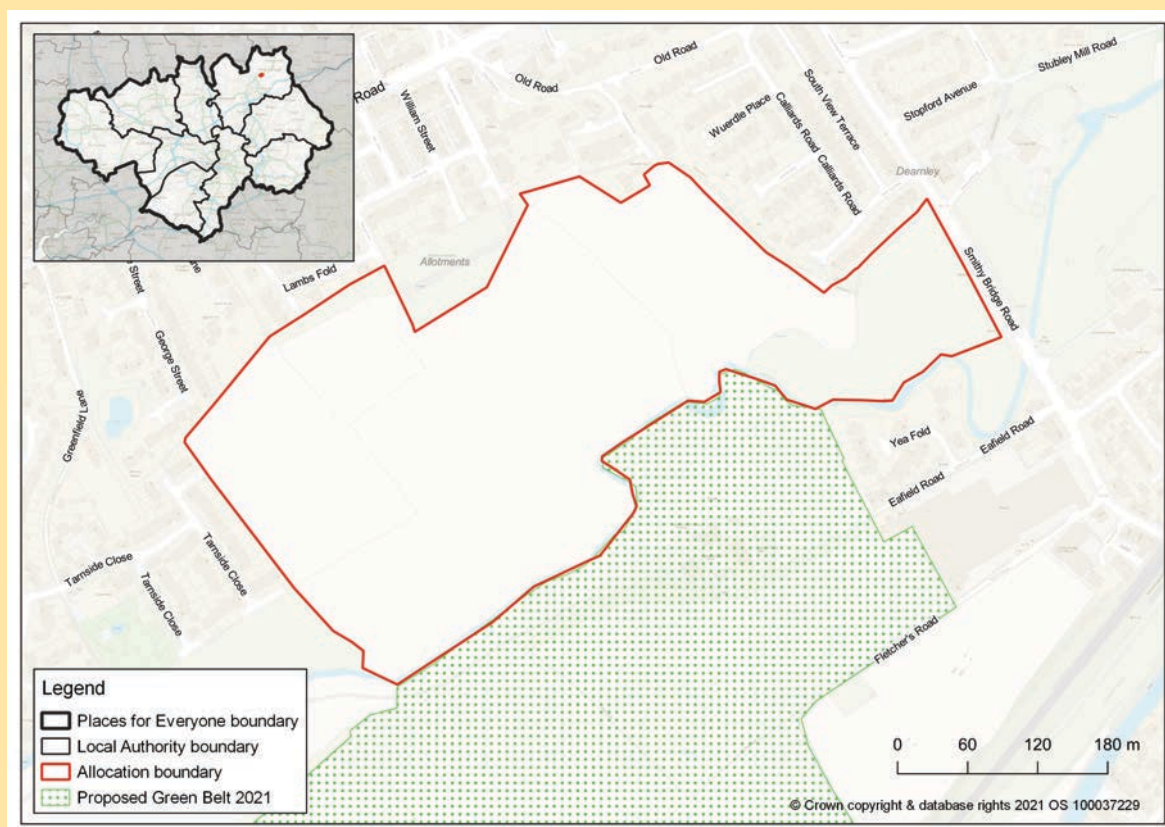 Road
Old Road
Old Road
William Street
Wuerdle Place
Calliards Road
Calliards Road
South View Terrace
Stopford Avenue
Stubley Mill Road
Dearnley
Allotments
Lambs Fold
Smithy Bridge Road
Street
George Street
Greenfield Lane
Yea Fold
Eafield Road
Eafield Road
Tarnside Close
Tarnside Close
Tarnside Close
Fletcher's Road
Legend
Places for Everyone boundary
Local Authority boundary
Allocation boundary
Proposed Green Belt 2021
0 60 120 180 m
© Crown copyright & database rights 2021 OS 100037229